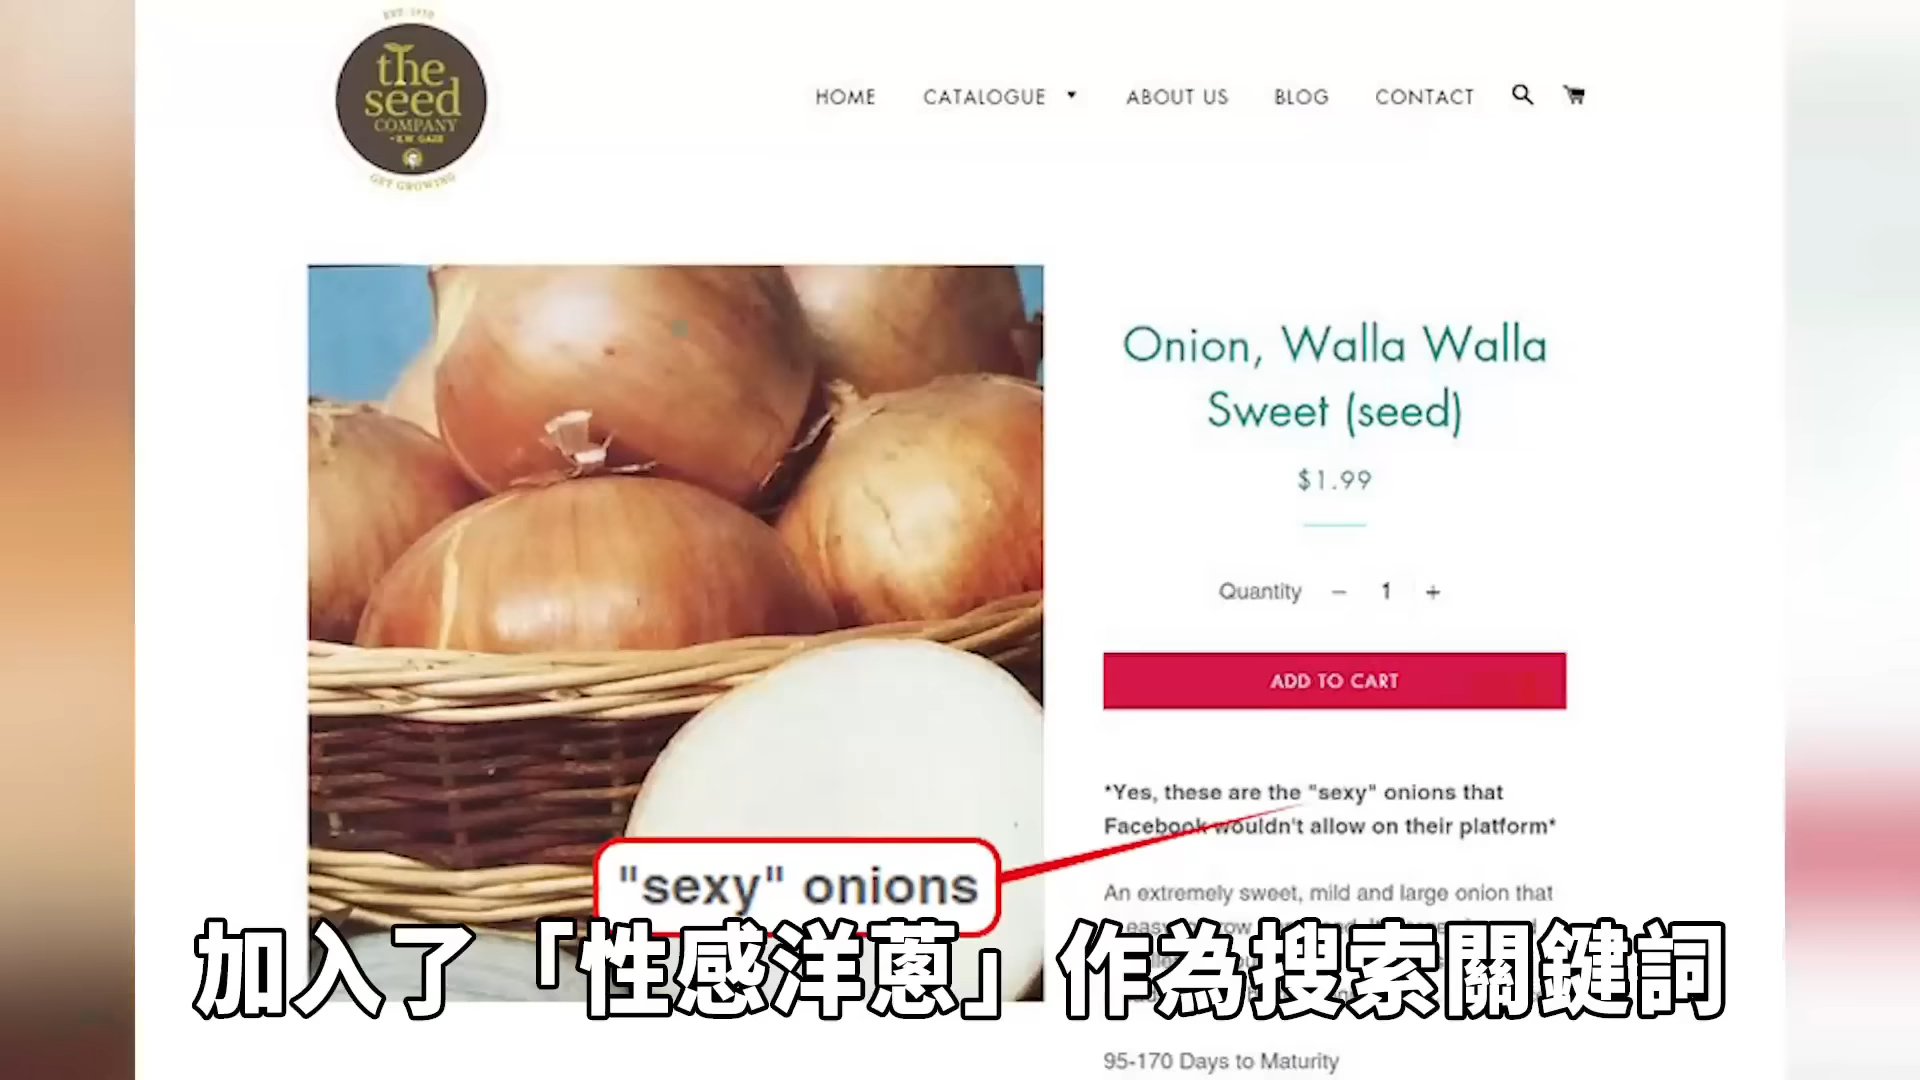 EST. 1930
the
seed
COMPANY
GET GROWING
HOME
CATALOGUE
ABOUT US
BLOG
CONTACT
Onion, Walla Walla
Sweet (seed)
$1.99
Quantity
− 1 +
ADD TO CART
*Yes, these are the "sexy" onions that
Facebook wouldn't allow on their platform*
"sexy" onions
An extremely sweet, mild and large onion that
加入了「性感洋蔥」作為搜索關鍵詞
95-170 Days to Maturity